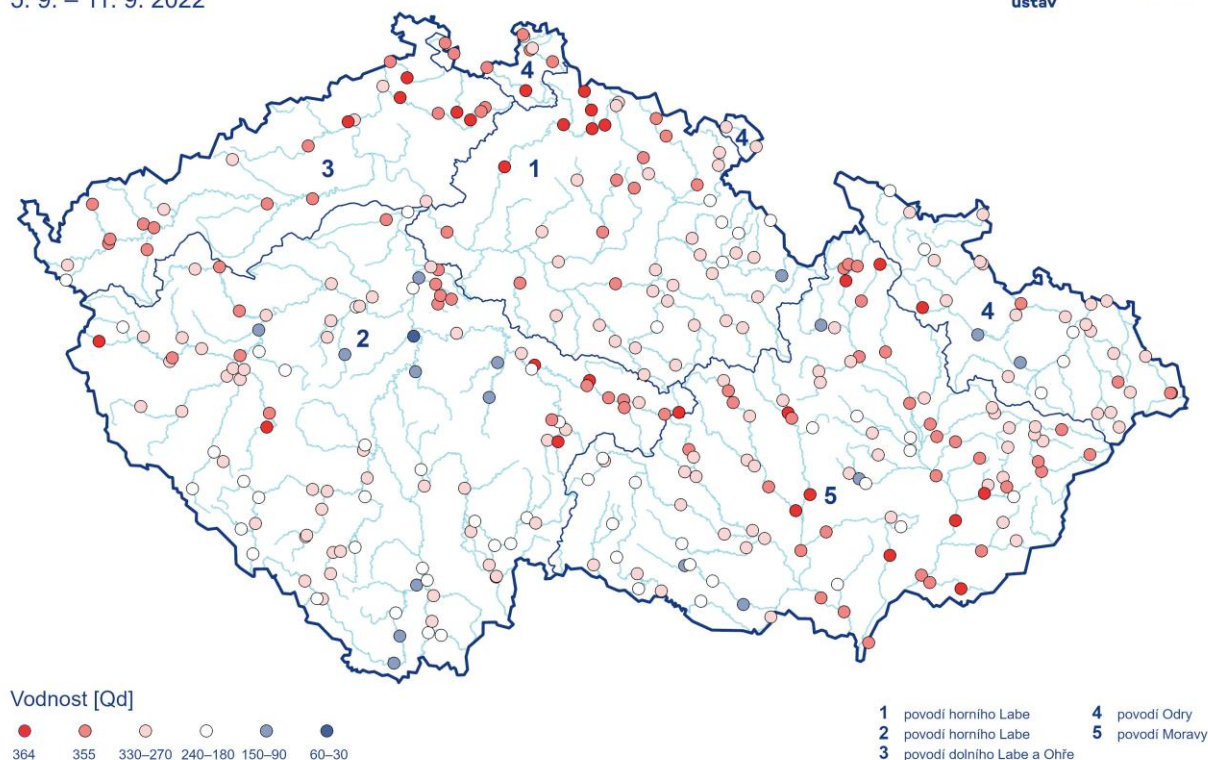 5. 9. – 11. 9. 2022
ústav
4
4
3
1
4
2
5
Vodnost [Qd]
364 355 330–270 240–180 150–90 60–30
1 povodí horního Labe
2 povodí horního Labe
3 povodí dolního Labe a Ohře
4 povodí Odry
5 povodí Moravy